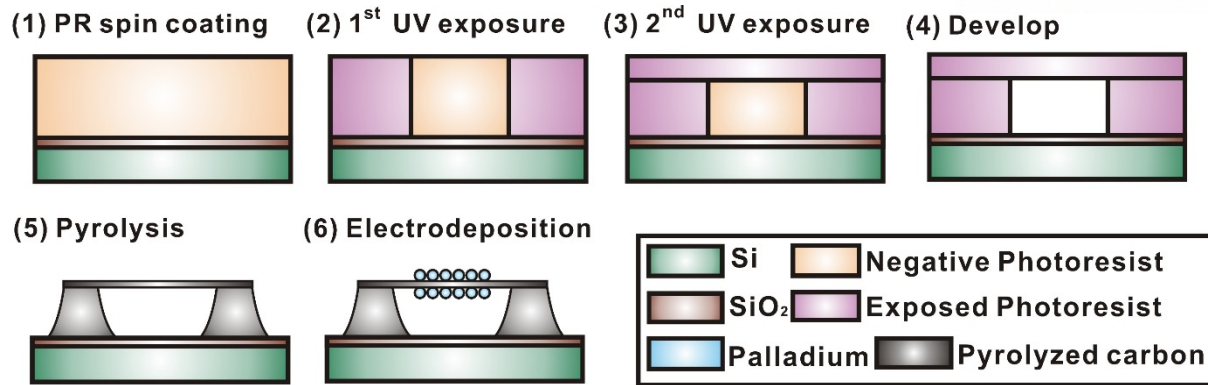 (1) PR spin coating
(2) 1st UV exposure
(3) 2nd UV exposure
(4) Develop
(5) Pyrolysis
(6) Electrodeposition
Si
Negative Photoresist
SiO2
Exposed Photoresist
Palladium
Pyrolyzed carbon